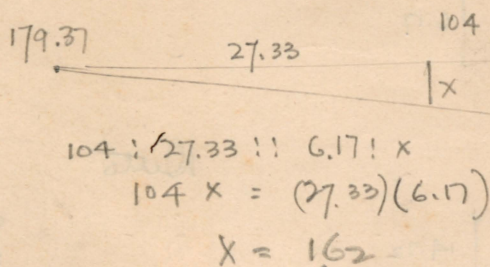 179.37
27.33
104
x
104 : 27.33 :: 6.17 : x
104 x = (27.33)(6.17)
x = 162